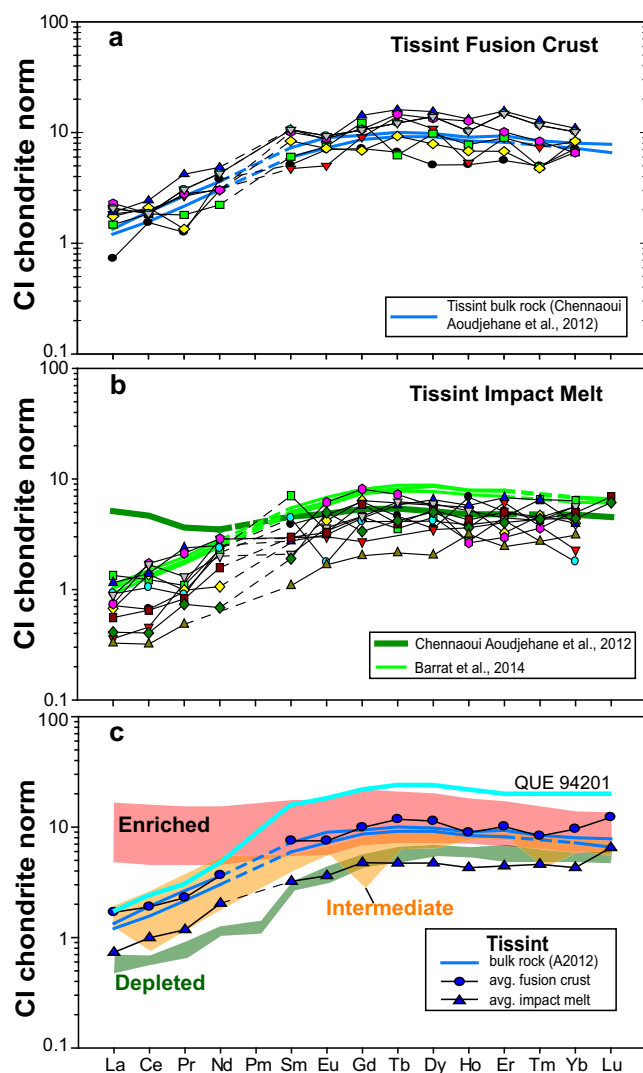 CI chondrite norm
100
10
1
0.1
a
Tissint Fusion Crust
Tissint bulk rock (Chennaoui
Aoudjehane et al., 2012)
CI chondrite norm
100
10
1
0.1
b
Tissint Impact Melt
Chennaoui Aoudjehane et al., 2012
Barrat et al., 2014
CI chondrite norm
100
10
1
0.1
c
QUE 94201
Enriched
Intermediate
Depleted
Tissint
bulk rock (A2012)
avg. fusion crust
avg. impact melt
La Ce Pr Nd Pm Sm Eu Gd Tb Dy Ho Er Tm Yb Lu